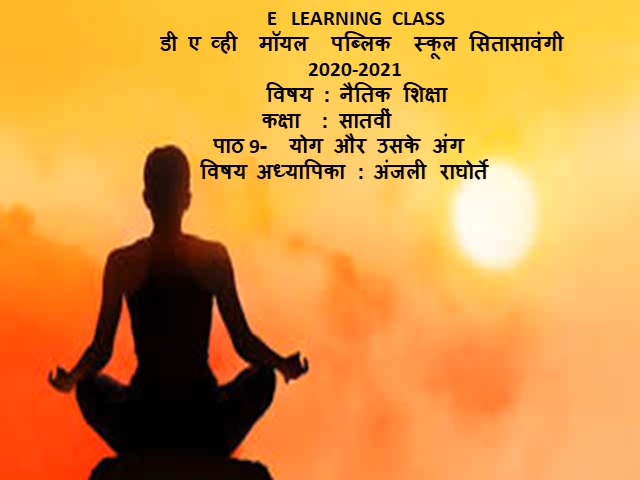 E LEARNING CLASS
डी ए व्ही मॉयल पब्लिक स्कूल सितासावंगी
2020-2021
विषय : नैतिक शिक्षा
कक्षा : सातवीं
पाठ 9- योग और उसके अंग
विषय अध्यापिका : अंजली राघोर्ते